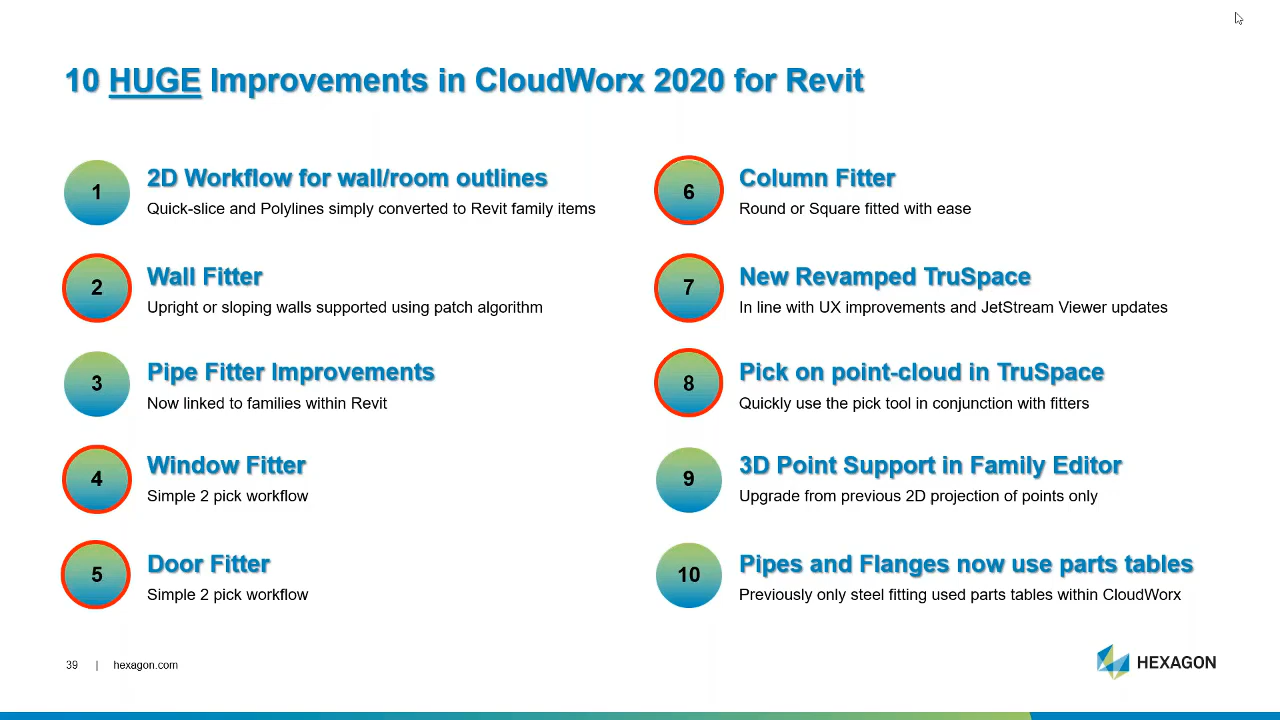 10 HUGE Improvements in CloudWorx 2020 for Revit
1
2D Workflow for wall/room outlines
Quick-slice and Polylines simply converted to Revit family items
2
Wall Fitter
Upright or sloping walls supported using patch algorithm
3
Pipe Fitter Improvements
Now linked to families within Revit
4
Window Fitter
Simple 2 pick workflow
5
Door Fitter
Simple 2 pick workflow
6
Column Fitter
Round or Square fitted with ease
7
New Revamped TruSpace
In line with UX improvements and JetStream Viewer updates
8
Pick on point-cloud in TruSpace
Quickly use the pick tool in conjunction with fitters
9
3D Point Support in Family Editor
Upgrade from previous 2D projection of points only
10
Pipes and Flanges now use parts tables
Previously only steel fitting used parts tables within CloudWorx
39 | hexagon.com
HEXAGON